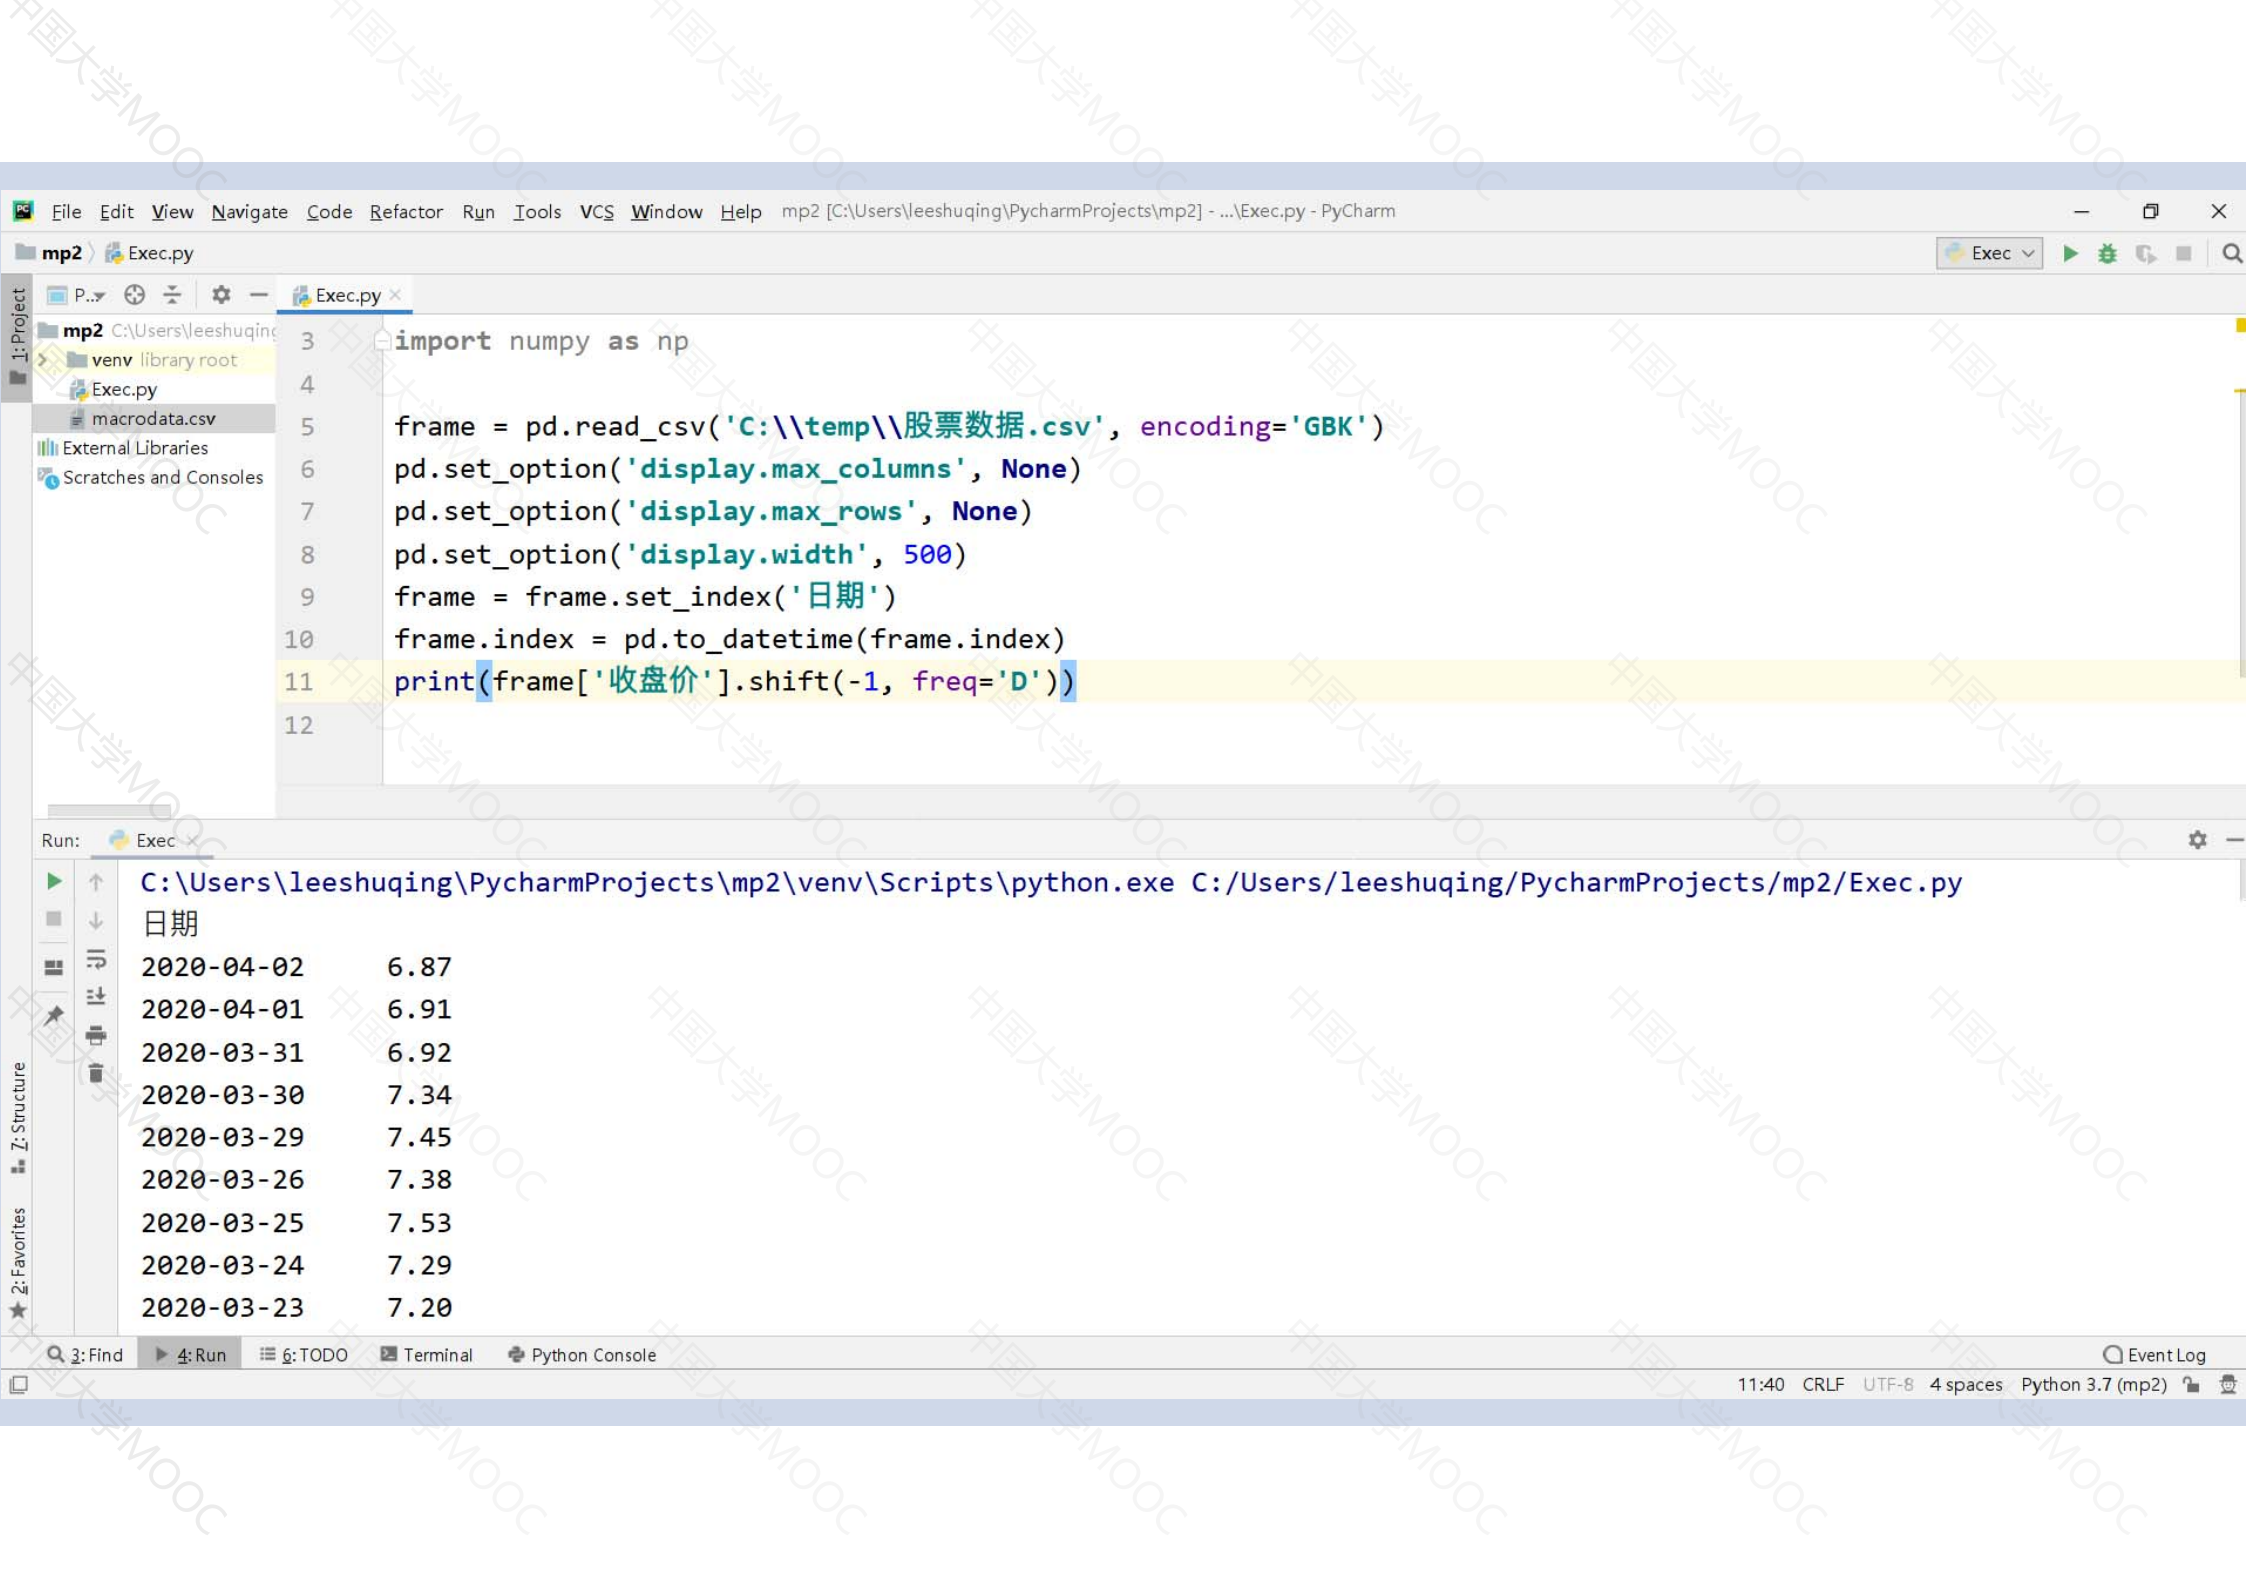 File Edit View Navigate Code Refactor Run Tools VCS Window Help mp2 [C:\Users\leeshuqing\PycharmProjects\mp2] - ...\Exec.py - PyCharm
mp2 Exec.py Exec
1: Project
P.. Exec.py
mp2 C:\Users\leeshuqing
venv library root
Exec.py
macrodata.csv
External Libraries
Scratches and Consoles
3 import numpy as np
4
5 frame = pd.read_csv('C:\\temp\\股票数据.csv', encoding='GBK')
6 pd.set_option('display.max_columns', None)
7 pd.set_option('display.max_rows', None)
8 pd.set_option('display.width', 500)
9 frame = frame.set_index('日期')
10 frame.index = pd.to_datetime(frame.index)
11 print(frame['收盘价'].shift(-1, freq='D'))
12
Run: Exec
C:\Users\leeshuqing\PycharmProjects\mp2\venv\Scripts\python.exe C:/Users/leeshuqing/PycharmProjects/mp2/Exec.py
日期
2020-04-02 6.87
2020-04-01 6.91
2020-03-31 6.92
2020-03-30 7.34
2020-03-29 7.45
2020-03-26 7.38
2020-03-25 7.53
2020-03-24 7.29
2020-03-23 7.20
Z: Structure
2: Favorites
3: Find 4: Run 6: TODO Terminal Python Console Event Log
11:40 CRLF UTF-8 4 spaces Python 3.7 (mp2)
中国大学MOOC